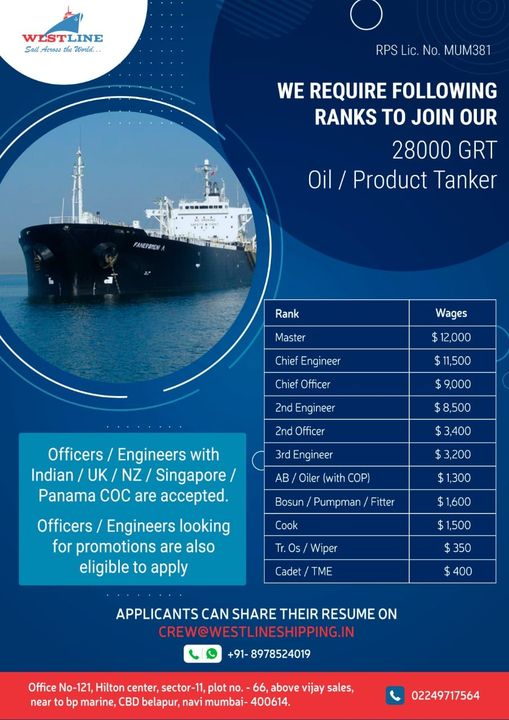 WESTLINE
Sail Across the World...
RPS Lic. No. MUM381
WE REQUIRE FOLLOWING
RANKS TO JOIN OUR
28000 GRT
Oil / Product Tanker
Rank Wages
Master $ 12,000
Chief Engineer $ 11,500
Chief Officer $ 9,000
2nd Engineer $ 8,500
2nd Officer $ 3,400
3rd Engineer $ 3,200
AB / Oiler (with COP) $ 1,300
Bosun / Pumpman / Fitter $ 1,600
Cook $ 1,500
Tr. Os / Wiper $ 350
Cadet / TME $ 400
Officers / Engineers with
Indian / UK / NZ / Singapore /
Panama COC are accepted.
Officers / Engineers looking
for promotions are also
eligible to apply
APPLICANTS CAN SHARE THEIR RESUME ON
CREW@WESTLINESHIPPING.IN
+91- 8978524019
Office No-121, Hilton center, sector-11, plot no. - 66, above vijay sales,
near to bp marine, CBD belapur, navi mumbai- 400614.
02249717564